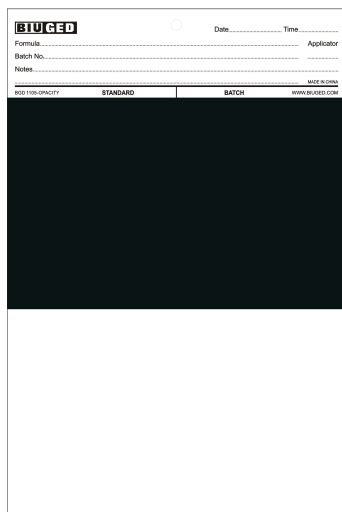 BIUGED
Date Time
Formula Applicator
Batch No.
Notes
MADE IN CHINA
BGD 1105-OPACITY STANDARD BATCH WWW.BIUGED.COM